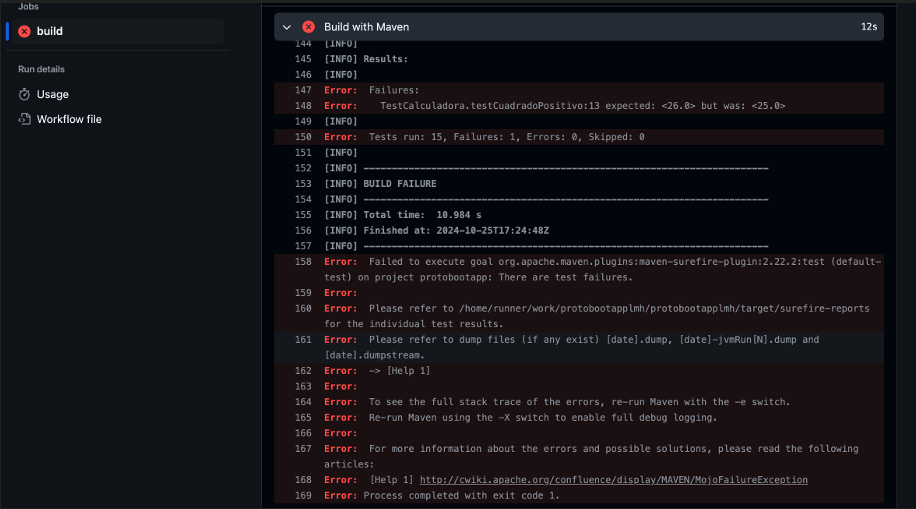 Jobs
build
Run details
Usage
Workflow file
Build with Maven 12s
144 [INFO]
145 [INFO] Results:
146 [INFO]
147 Error: Failures:
148 Error: TestCalculadora.testCuadradoPositivo:13 expected: <26.0> but was: <25.0>
149 [INFO]
150 Error: Tests run: 15, Failures: 1, Errors: 0, Skipped: 0
151 [INFO]
152 [INFO] ------------------------------------------------------------------------
153 [INFO] BUILD FAILURE
154 [INFO] ------------------------------------------------------------------------
155 [INFO] Total time: 10.984 s
156 [INFO] Finished at: 2024-10-25T17:24:48Z
157 [INFO] ------------------------------------------------------------------------
158 Error: Failed to execute goal org.apache.maven.plugins:maven-surefire-plugin:2.22.2:test (default-
test) on project protobootapp: There are test failures.
159 Error:
160 Error: Please refer to /home/runner/work/protobootapplmh/protobootapplmh/target/surefire-reports
for the individual test results.
161 Error: Please refer to dump files (if any exist) [date].dump, [date]-jvmRun[N].dump and
[date].dumpstream.
162 Error: -> [Help 1]
163 Error:
164 Error: To see the full stack trace of the errors, re-run Maven with the -e switch.
165 Error: Re-run Maven using the -X switch to enable full debug logging.
166 Error:
167 Error: For more information about the errors and possible solutions, please read the following
articles:
168 Error: [Help 1] http://cwiki.apache.org/confluence/display/MAVEN/MojoFailureException
169 Error: Process completed with exit code 1.